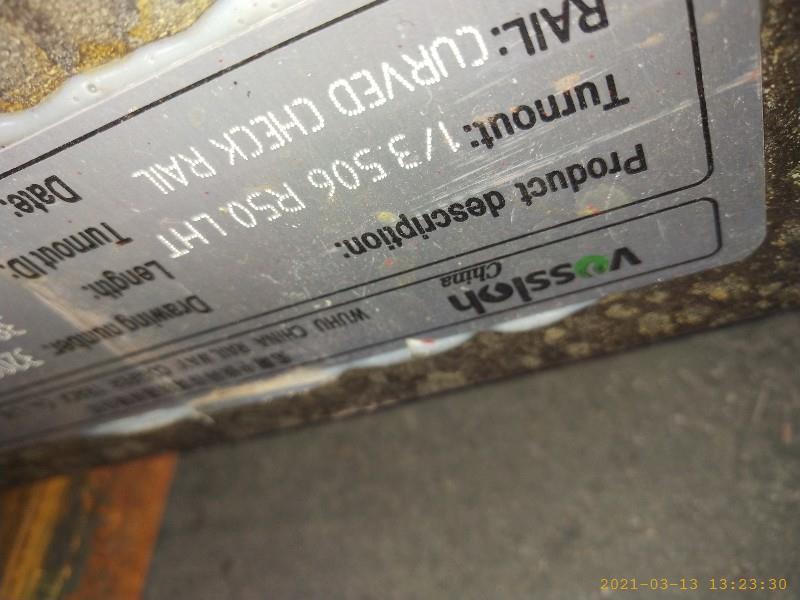 vossloh
China
WUHU CHINA RAILWAY
Product description:
Turnout: 1/3.506 R50.LHT
RAIL: CURVED CHECK RAIL
Drawing number:
Length:
Turnout ID:
Date:
2021-03-13 13:23:30